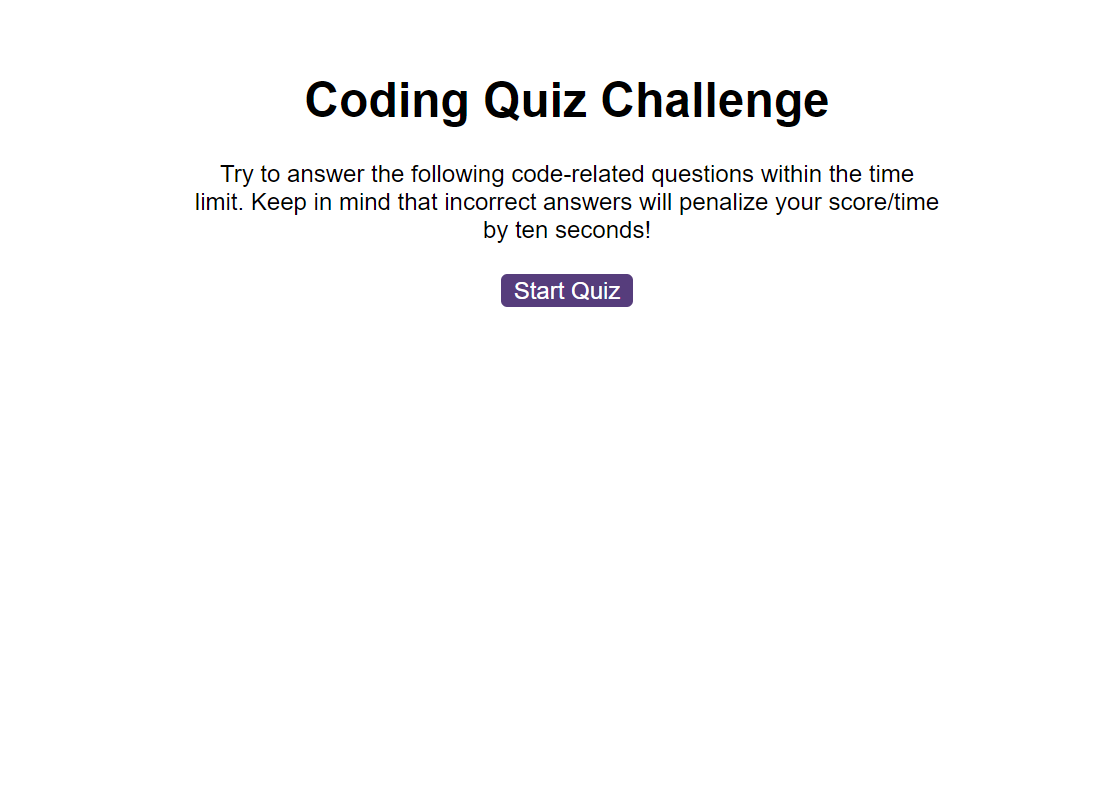 Coding Quiz Challenge
Try to answer the following code-related questions within the time
limit. Keep in mind that incorrect answers will penalize your score/time
by ten seconds!
Start Quiz